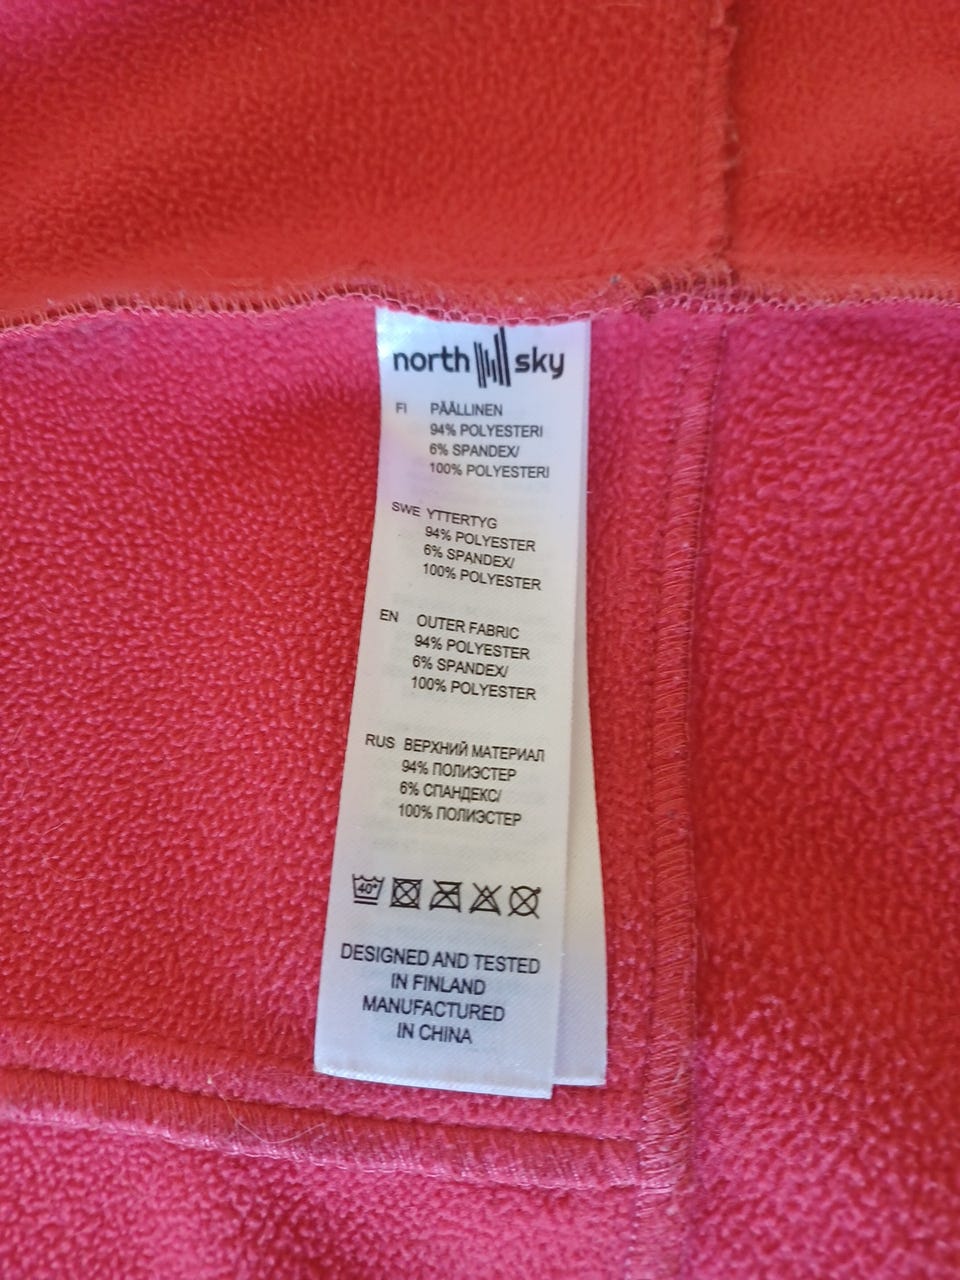 north sky
FI PÄÄLLINEN
94% POLYESTERI
6% SPANDEX/
100% POLYESTERI
SWE YTTERTYG
94% POLYESTER
6% SPANDEX/
100% POLYESTER
EN OUTER FABRIC
94% POLYESTER
6% SPANDEX/
100% POLYESTER
RUS ВЕРХНИЙ МАТЕРИАЛ
94% ПОЛИЭСТЕР
6% СПАНДЕКС/
100% ПОЛИЭСТЕР
40°
DESIGNED AND TESTED
IN FINLAND
MANUFACTURED
IN CHINA